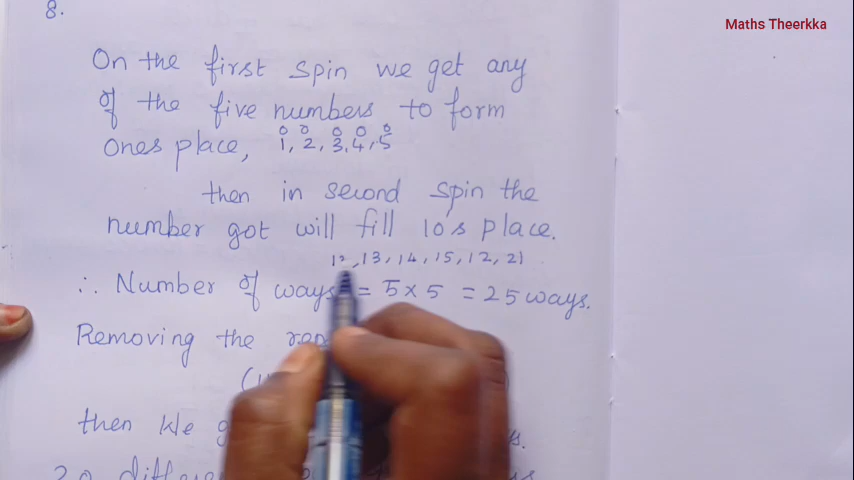 8.
Maths Theerkka
On the first spin we get any
of the five numbers to form
ones place, 1, 2, 3, 4, 5
then in second spin the
number got will fill 10s place.
12, 13, 14, 15, 12, 21
∴ Number of ways = 5 × 5 = 25 ways.
Removing the
then We
20